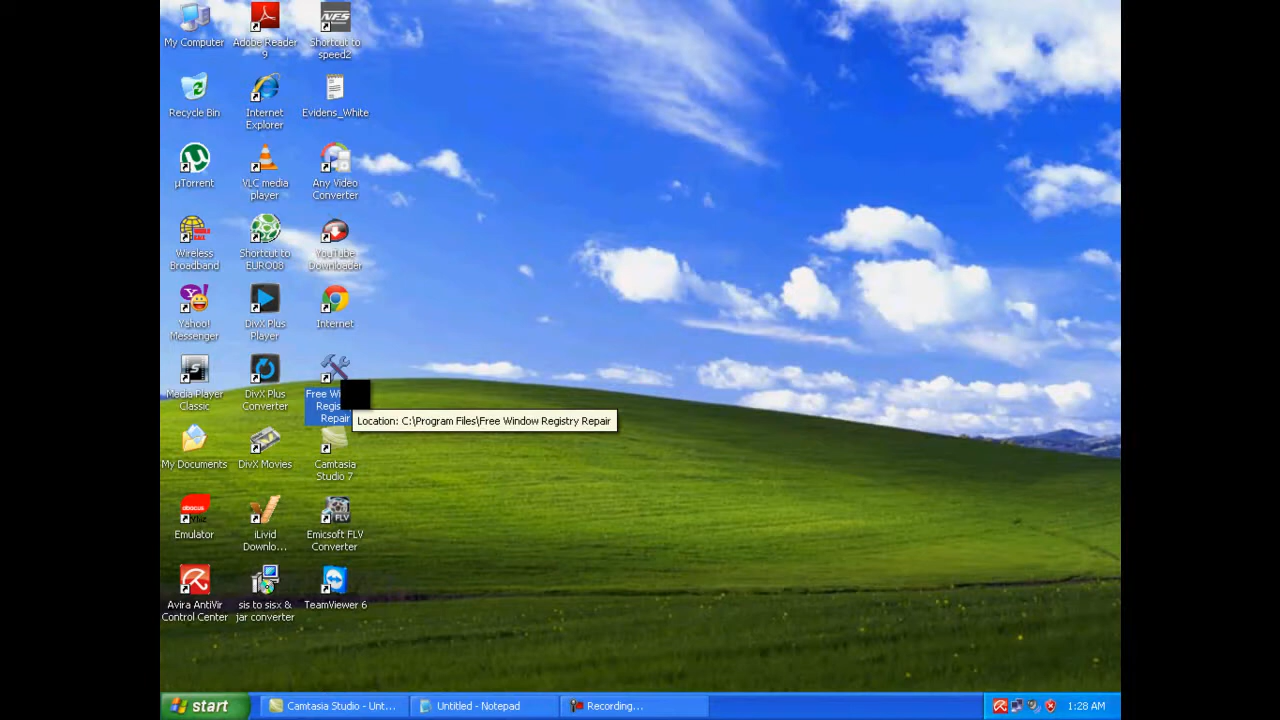 My Computer
Adobe Reader
9
NFS
Shortcut to
speed2
Recycle Bin
Internet
Explorer
Evidens_White
µTorrent
VLC media
player
Any Video
Converter
Wireless
Broadband
Shortcut to
EURO08
YouTube
Downloader
Yahoo!
Messenger
DivX Plus
Player
Internet
Media Player
Classic
DivX Plus
Converter
Free
Repair
Location: C:\Program Files\Free Window Registry Repair
My Documents
DivX Movies
Camtasia
Studio 7
abacus
Emulator
iLivid
Downlo...
FLV
Emicsoft FLV
Converter
Avira AntiVir
Control Center
sis to sisx &
jar converter
TeamViewer 6
start
Camtasia Studio - Unt...
Untitled - Notepad
Recording...
1:28 AM